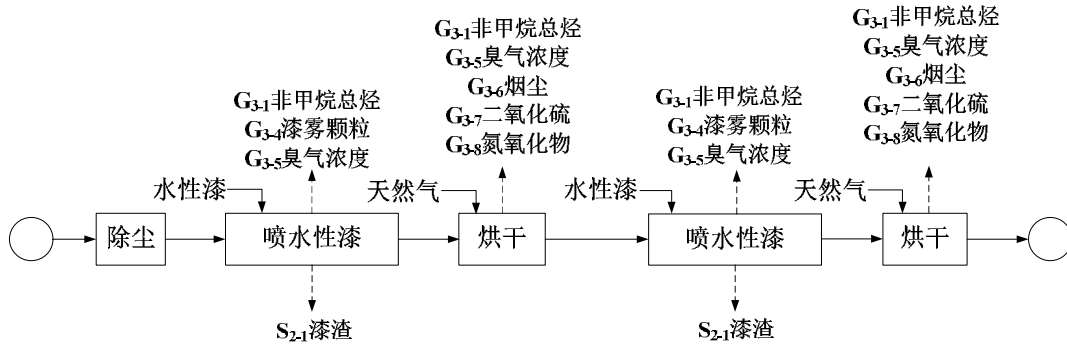 G3-1非甲烷总烃
G3-5臭气浓度
G3-6烟尘
G3-7二氧化硫
G3-8氮氧化物
G3-1非甲烷总烃
G3-5臭气浓度
G3-6烟尘
G3-7二氧化硫
G3-8氮氧化物
G3-1非甲烷总烃
G3-4漆雾颗粒
G3-5臭气浓度
G3-1非甲烷总烃
G3-4漆雾颗粒
G3-5臭气浓度
水性漆
天然气
水性漆
天然气
除尘
喷水性漆
烘干
喷水性漆
烘干
S2-1漆渣
S2-1漆渣